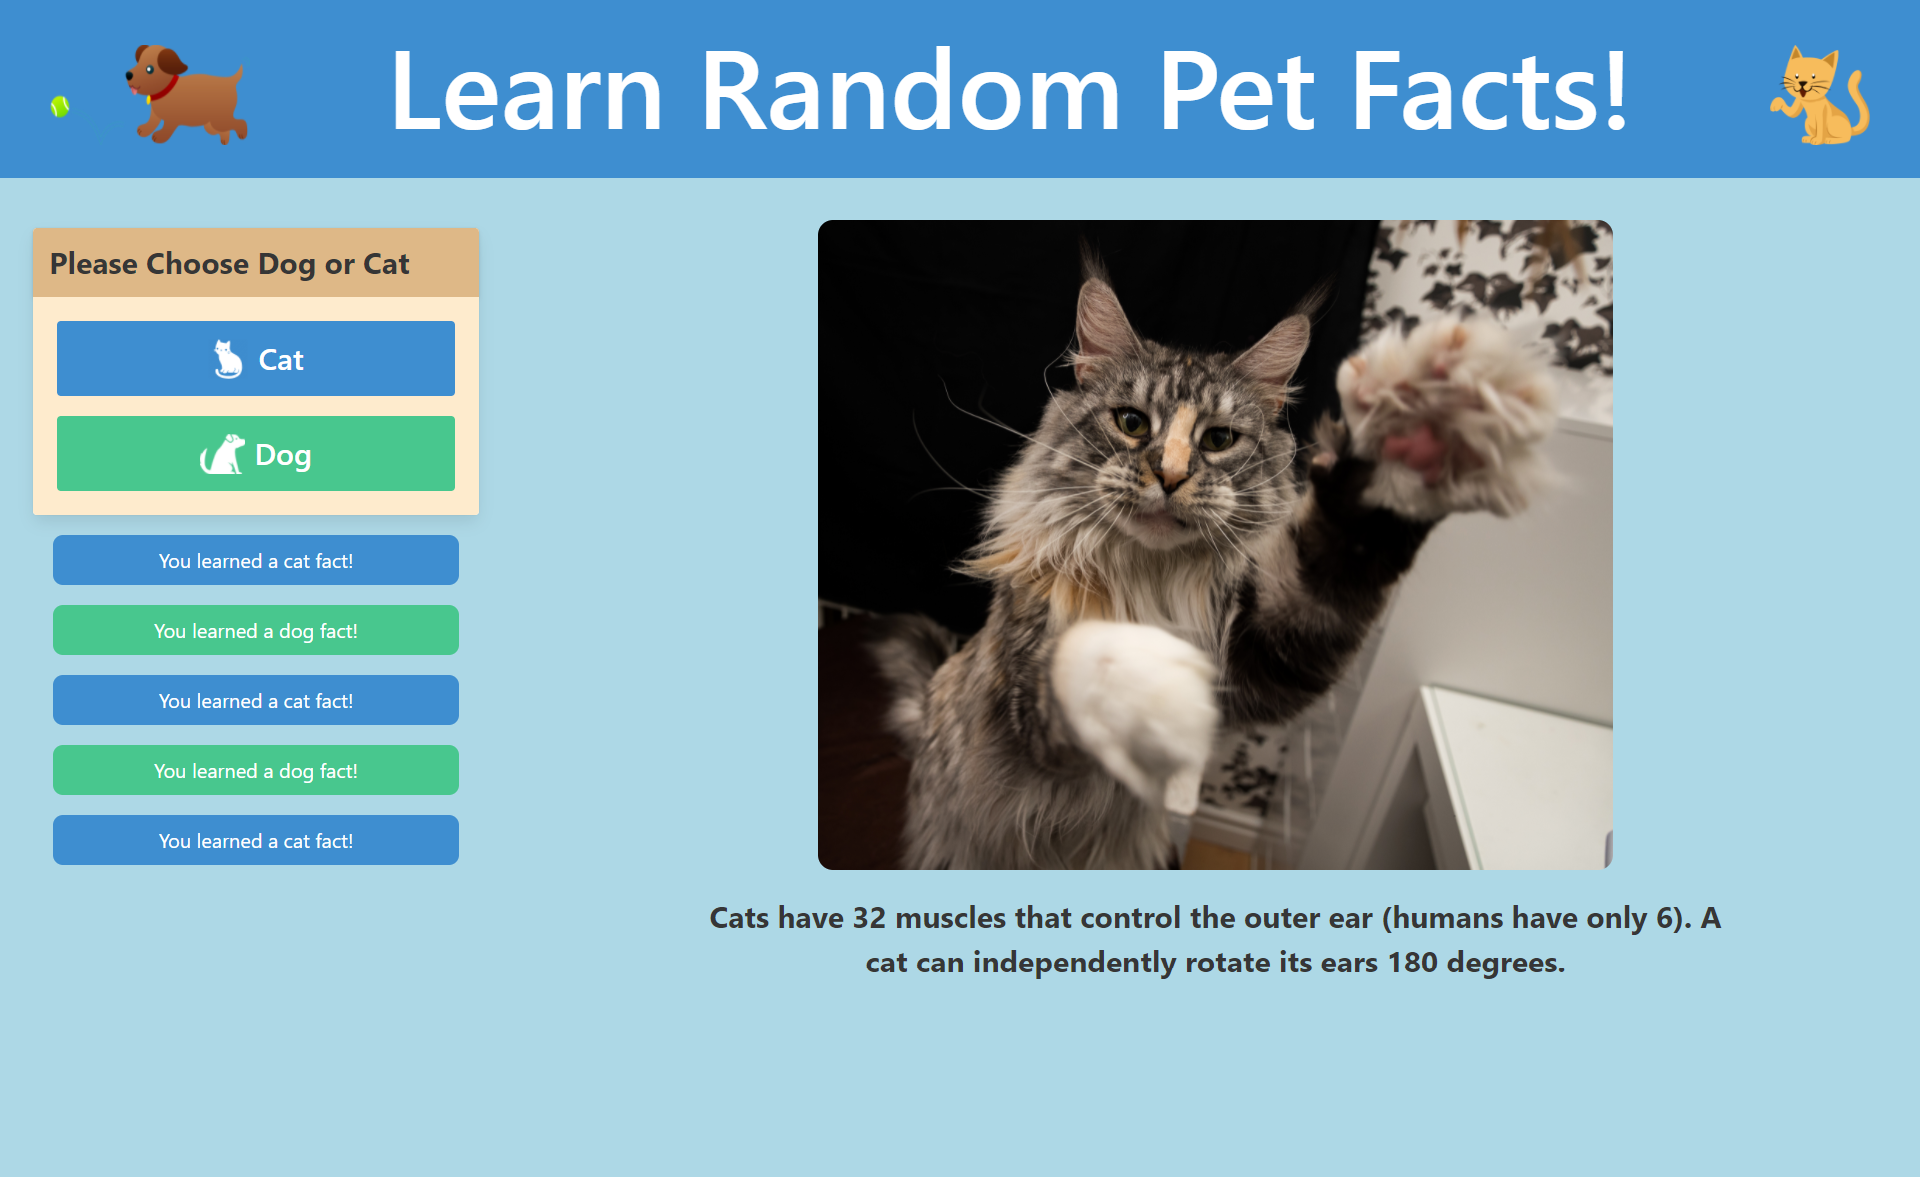 Learn Random Pet Facts!
Please Choose Dog or Cat
Cat
Dog
You learned a cat fact!
You learned a dog fact!
You learned a cat fact!
You learned a dog fact!
You learned a cat fact!
Cats have 32 muscles that control the outer ear (humans have only 6). A
cat can independently rotate its ears 180 degrees.